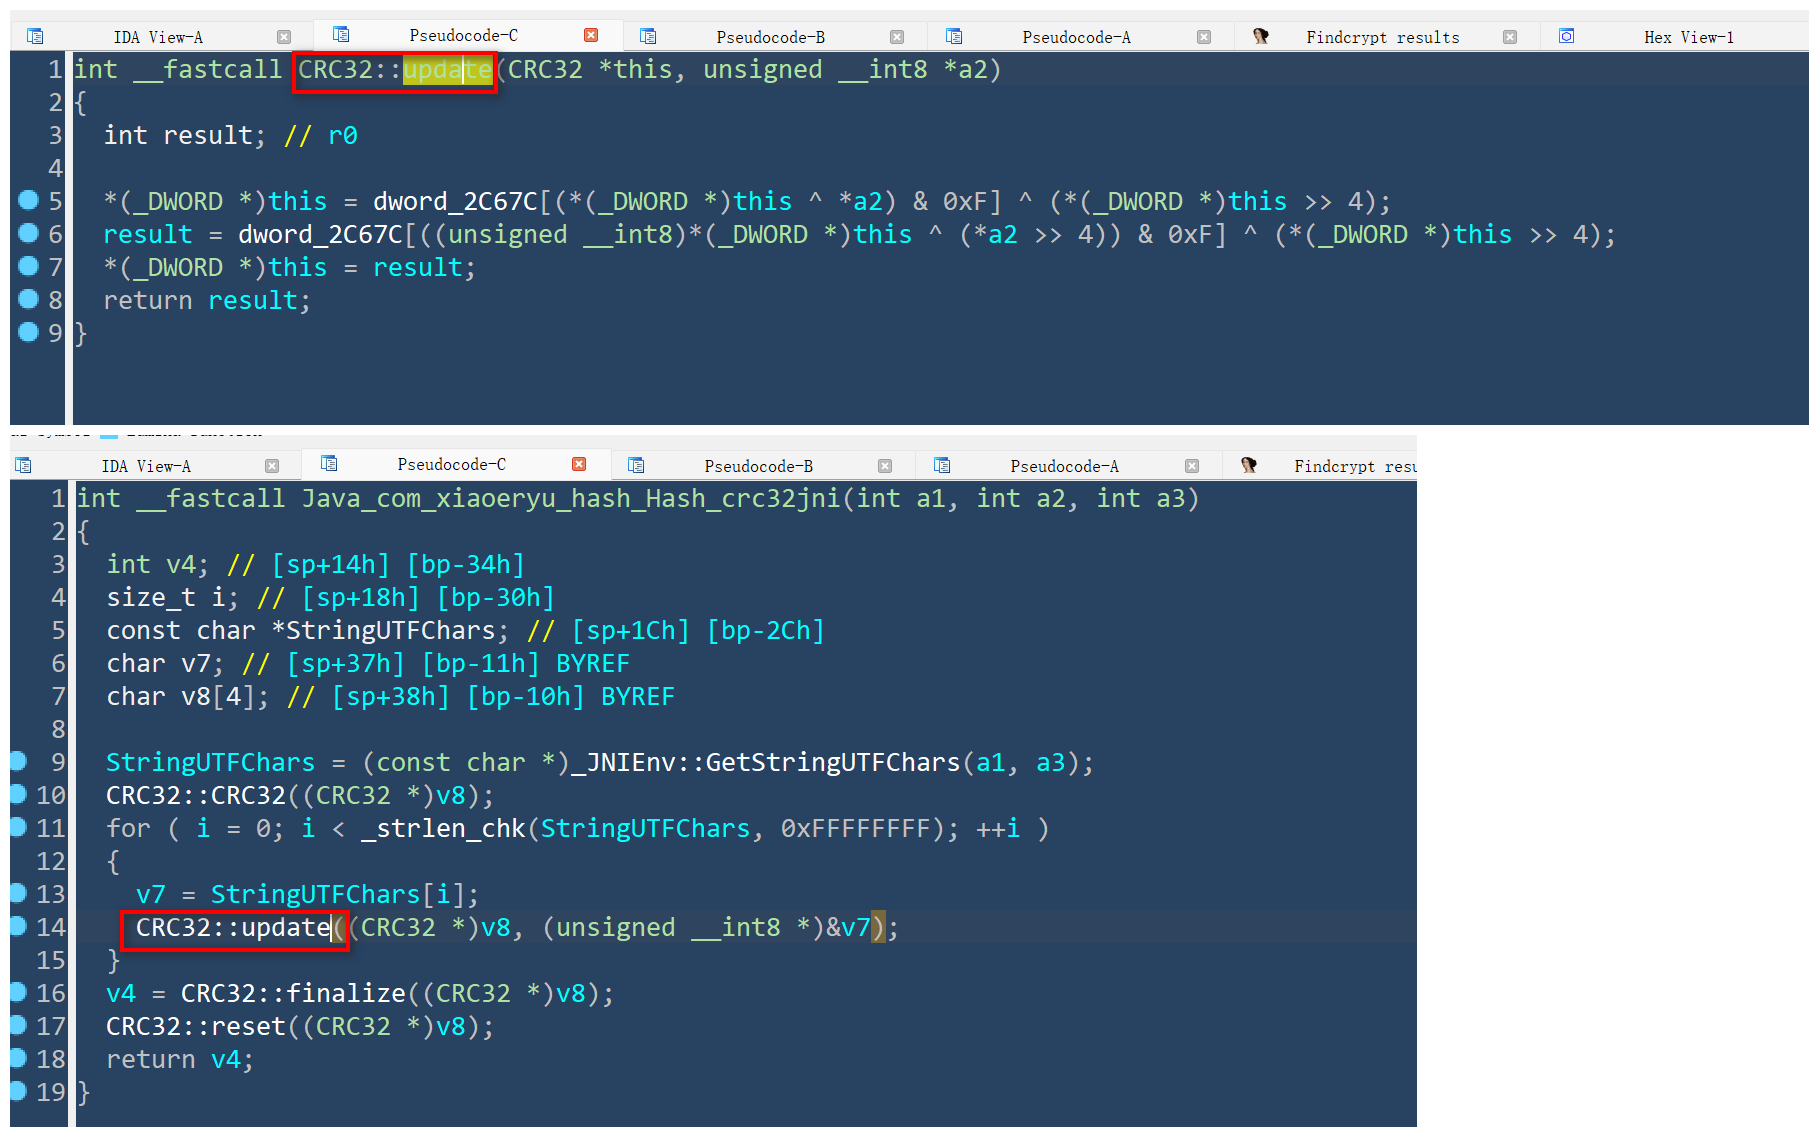 IDA View-A Pseudocode-C Pseudocode-B Pseudocode-A Findcrypt results Hex View-1
1 int __fastcall CRC32::update(CRC32 *this, unsigned __int8 *a2)
2 {
3 int result; // r0
4
5 *(_DWORD *)this = dword_2C67C[(*(_DWORD *)this ^ *a2) & 0xF] ^ (*(_DWORD *)this >> 4);
6 result = dword_2C67C[((unsigned __int8)*(_DWORD *)this ^ (*a2 >> 4)) & 0xF] ^ (*(_DWORD *)this >> 4);
7 *(_DWORD *)this = result;
8 return result;
9 }
IDA View-A Pseudocode-C Pseudocode-B Pseudocode-A Findcrypt
1 int __fastcall Java_com_xiaoeryu_hash_Hash_crc32jni(int a1, int a2, int a3)
2 {
3 int v4; // [sp+14h] [bp-34h]
4 size_t i; // [sp+18h] [bp-30h]
5 const char *StringUTFChars; // [sp+1Ch] [bp-2Ch]
6 char v7; // [sp+37h] [bp-11h] BYREF
7 char v8[4]; // [sp+38h] [bp-10h] BYREF
8
9 StringUTFChars = (const char *)_JNIEnv::GetStringUTFChars(a1, a3);
10 CRC32::CRC32((CRC32 *)v8);
11 for ( i = 0; i < _strlen_chk(StringUTFChars, 0xFFFFFFFF); ++i )
12 {
13 v7 = StringUTFChars[i];
14 CRC32::update((CRC32 *)v8, (unsigned __int8 *)&v7);
15 }
16 v4 = CRC32::finalize((CRC32 *)v8);
17 CRC32::reset((CRC32 *)v8);
18 return v4;
19 }